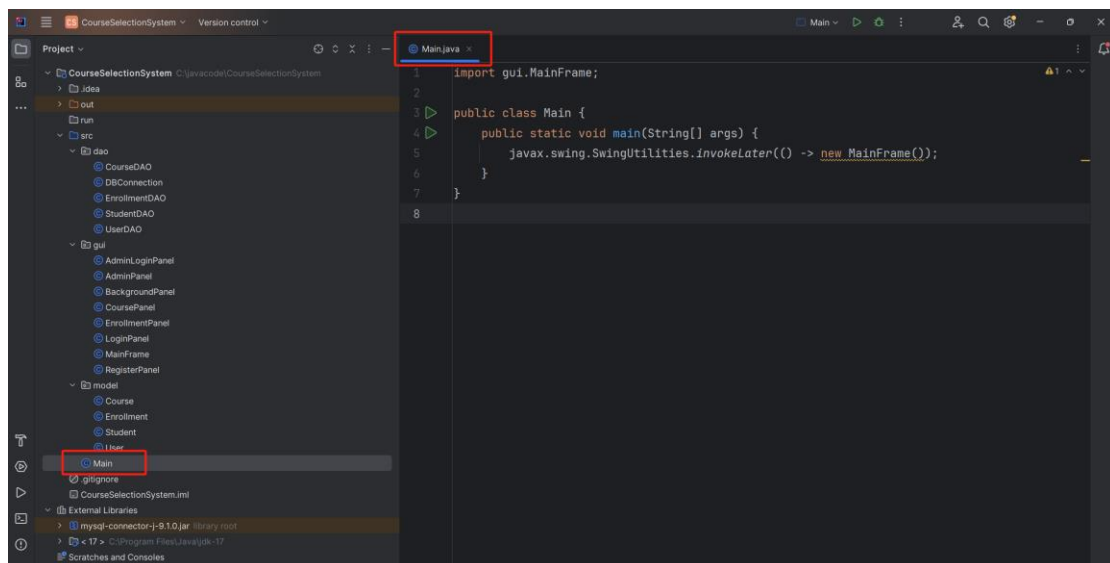 CS CourseSelectionSystem Version control Main
Project
Main.java
CourseSelectionSystem C:\javacode\CourseSelectionSystem
.idea
out
run
src
dao
CourseDAO
DBConnection
EnrollmentDAO
StudentDAO
UserDAO
gui
AdminLoginPanel
AdminPanel
BackgroundPanel
CoursePanel
EnrollmentPanel
LoginPanel
MainFrame
RegisterPanel
model
Course
Enrollment
Student
User
Main
.gitignore
CourseSelectionSystem.iml
External Libraries
mysql-connector-j-9.1.0.jar library root
< 17 > C:\Program Files\Java\jdk-17
Scratches and Consoles
1 import gui.MainFrame;
2
3 public class Main {
4 public static void main(String[] args) {
5 javax.swing.SwingUtilities.invokeLater(() -> new MainFrame());
6 }
7 }
8
1